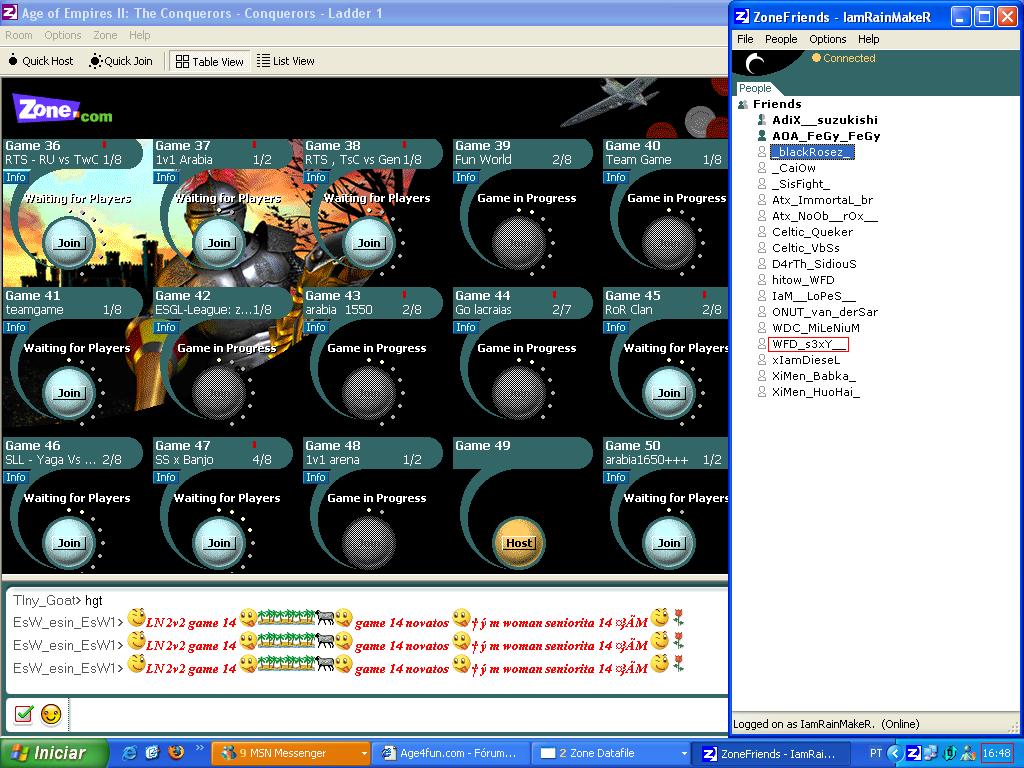 Age of Empires II: The Conquerors - Conquerors - Ladder 1
Room Options Zone Help
Quick Host Quick Join Table View List View
Zone.com
Game 36 Game 37 Game 38 Game 39 Game 40
RTS - RU vs TwC 1/8 1v1 Arabia 1/2 RTS , TsC vs Gen 1/8 Fun World 2/8 Team Game 1/8
Info Info Info Info Info
Waiting for Players Waiting for Players Waiting for Players Game in Progress Game in Progress
Join Join Join
Game 41 Game 42 Game 43 Game 44 Game 45
teamgame 1/8 ESGL-League: z...1/8 arabia 1550 2/8 Go lacraias 2/7 RoR Clan 2/8
Info Info Info Info Info
Waiting for Players Game in Progress Game in Progress Game in Progress Waiting for Players
Join Join
Game 46 Game 47 Game 48 Game 49 Game 50
SLL - Yaga Vs ... 2/8 SS x Banjo 4/8 1v1 arena 1/2 arabia1650+++ 1/2
Info Info Info Info
Waiting for Players Waiting for Players Game in Progress Waiting for Players
Join Join Host Join
TIny_Goat> hgt
EsW_esin_EsW1> LN 2v2 game 14 game 14 novatos † ý m woman seniorita 14
EsW_esin_EsW1> LN 2v2 game 14 game 14 novatos † ý m woman seniorita 14
EsW_esin_EsW1> LN 2v2 game 14 game 14 novatos † ý m woman seniorita 14
ZoneFriends - IamRainMakeR
File People Options Help
Connected
People
Friends
AdiX___suzukishi
AOA_FeGy_FeGy
_blackRosez_
_CaiOw
_SisFight_
Atx_ImmortaL_br
Atx_NoOb__rOx__
Celtic_Queker
Celtic_VbSs
D4rTh_SidiouS
hitow_WFD
IaM__LoPeS__
ONUT_van_derSar
WDC_MiLeNiuM
WFD_s3xY__
xIamDieseL
XiMen_Babka_
XiMen_HuoHai_
Logged on as IamRainMakeR. (Online)
Iniciar 9 MSN Messenger Age4fun.com - Fórum... 2 Zone Datafile ZoneFriends - IamRai... PT 16:48